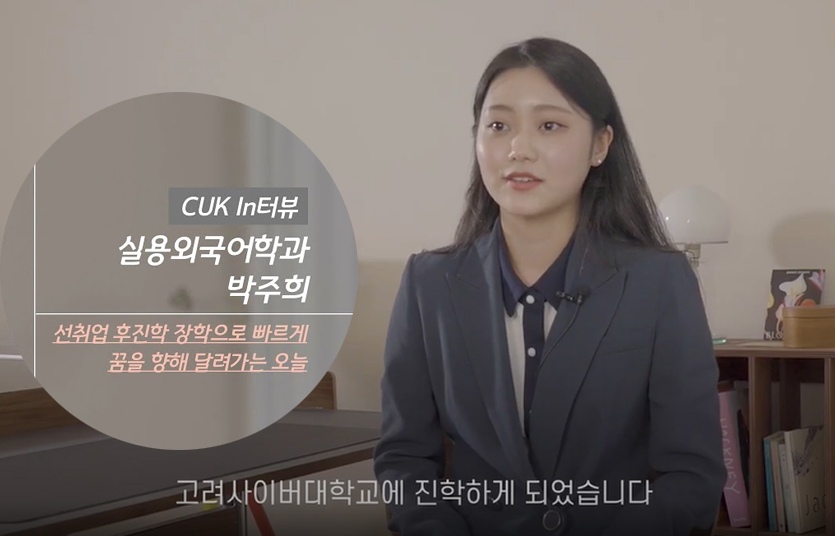 CUK In터뷰
실용외국어학과
박주희
선취업 후진학 장학으로 빠르게
꿈을 향해 달려가는 오늘
고려사이버대학교에 진학하게 되었습니다
HOCKNEY